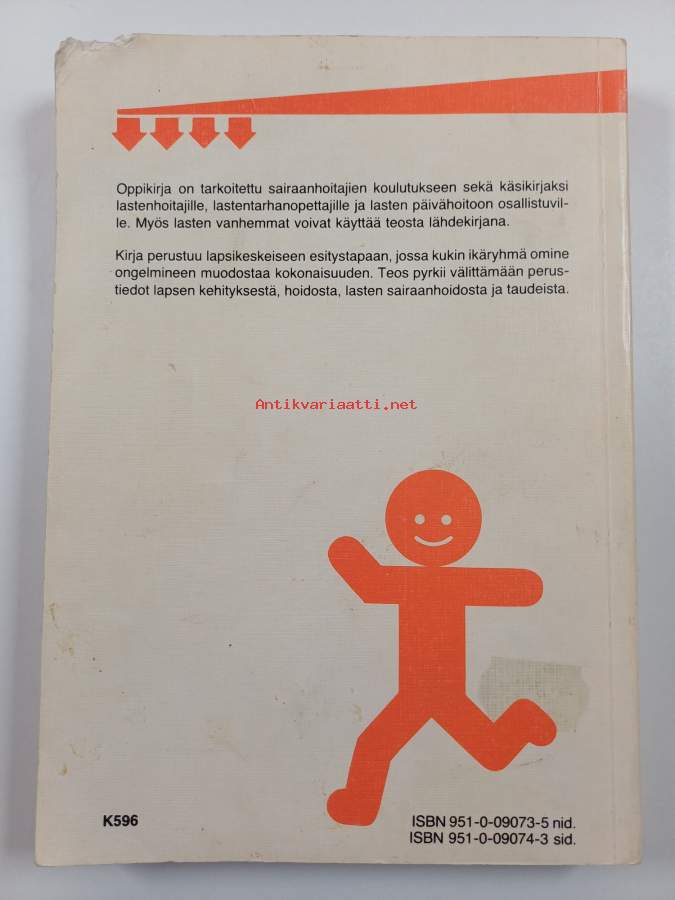 Oppikirja on tarkoitettu sairaanhoitajien koulutukseen sekä käsikirjaksi
lastenhoitajille, lastentarhanopettajille ja lasten päivähoitoon osallistuvil-
le. Myös lasten vanhemmat voivat käyttää teosta lähdekirjana.
Kirja perustuu lapsikeskeiseen esitystapaan, jossa kukin ikäryhmä omine
ongelmineen muodostaa kokonaisuuden. Teos pyrkii välittämään perus-
tiedot lapsen kehityksestä, hoidosta, lasten sairaanhoidosta ja taudeista.
Antikvariaatti.net
K596
ISBN 951-0-09073-5 nid.
ISBN 951-0-09074-3 sid.